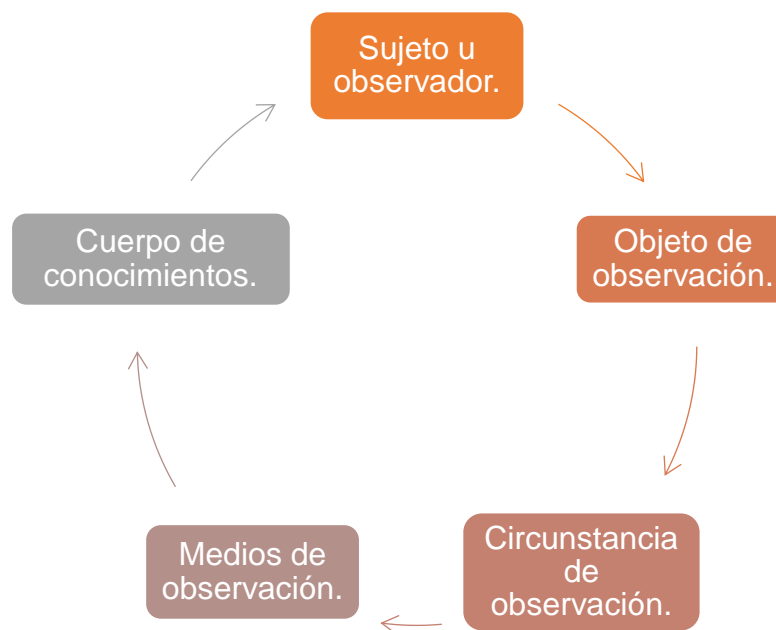 Sujeto u
observador.
Objeto de
observación.
Circunstancia
de
observación.
Medios de
observación.
Cuerpo de
conocimientos.